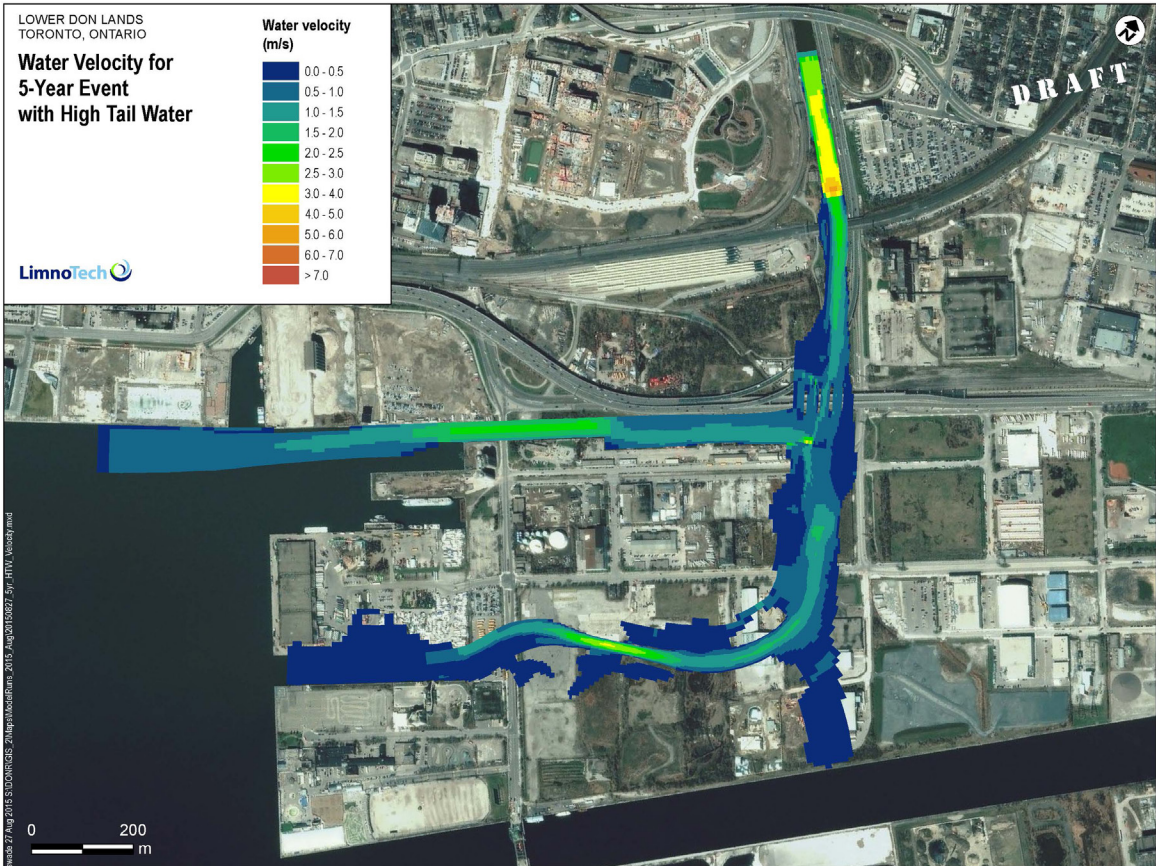 LOWER DON LANDS
TORONTO, ONTARIO
Water Velocity for
5-Year Event
with High Tail Water
LimnoTech
Water velocity
(m/s)
0.0 - 0.5
0.5 - 1.0
1.0 - 1.5
1.5 - 2.0
2.0 - 2.5
2.5 - 3.0
3.0 - 4.0
4.0 - 5.0
5.0 - 6.0
6.0 - 7.0
> 7.0
DRAFT
0 200
m